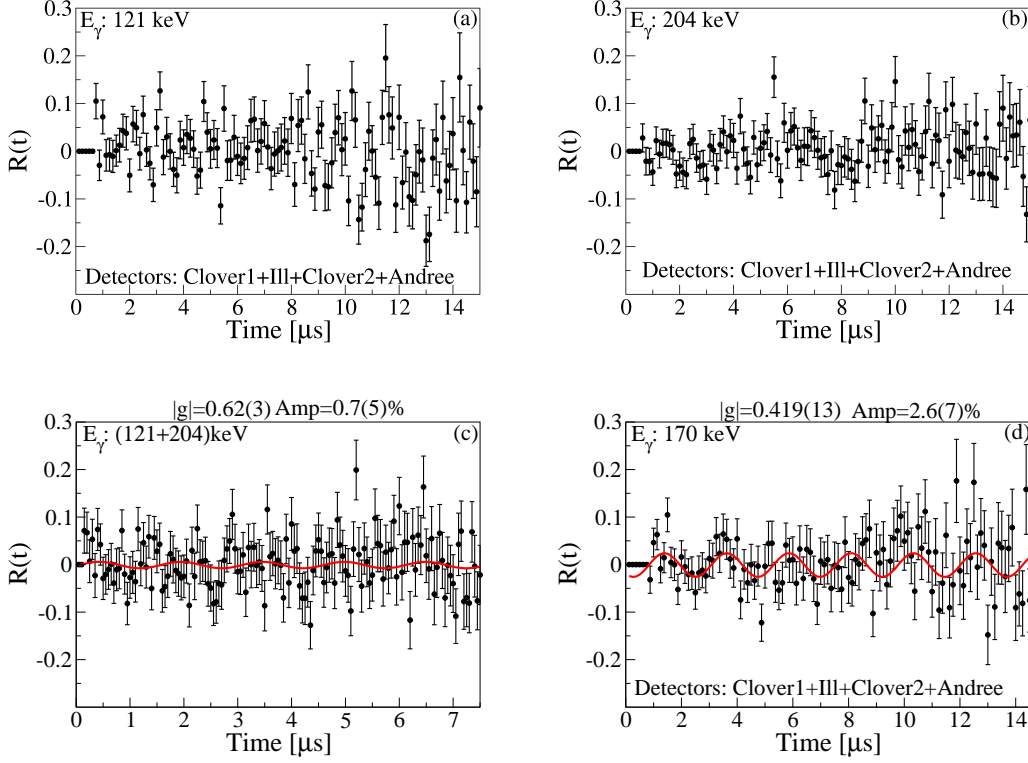 E_γ: 121 keV (a)
0.3
0.2
0.1
0
-0.1
-0.2
R(t)
Detectors: Clover1+Ill+Clover2+Andree
0 2 4 6 8 10 12 14
Time [μs]
E_γ: 204 keV (b)
0.3
0.2
0.1
0
-0.1
-0.2
R(t)
Detectors: Clover1+Ill+Clover2+Andree
0 2 4 6 8 10 12 14
Time [μs]
|g|=0.62(3) Amp=0.7(5)%
E_γ: (121+204)keV (c)
0.3
0.2
0.1
0
-0.1
-0.2
R(t)
0 1 2 3 4 5 6 7
Time [μs]
|g|=0.419(13) Amp=2.6(7)%
E_γ: 170 keV (d)
0.3
0.2
0.1
0
-0.1
-0.2
R(t)
Detectors: Clover1+Ill+Clover2+Andree
0 2 4 6 8 10 12 14
Time [μs]